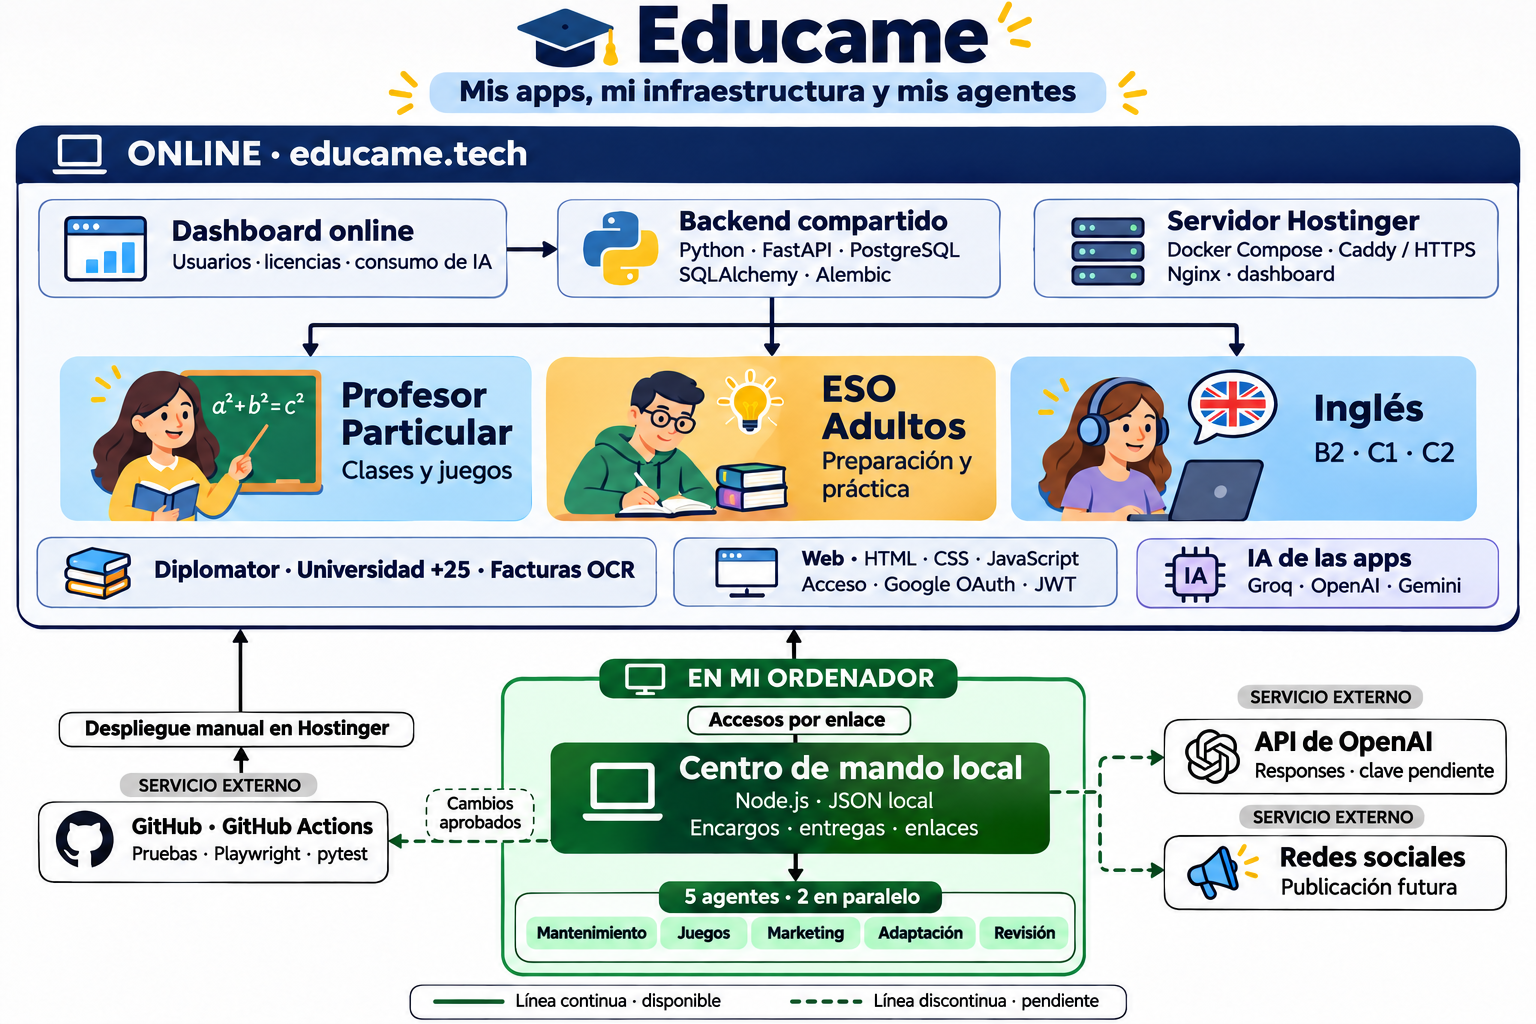 Educame
Mis apps, mi infraestructura y mis agentes
ONLINE · educame.tech
Dashboard online
Usuarios · licencias · consumo de IA
Backend compartido
Python · FastAPI · PostgreSQL
SQLAlchemy · Alembic
Servidor Hostinger
Docker Compose · Caddy / HTTPS
Nginx · dashboard
a²+b²=c²
Profesor
Particular
Clases y juegos
ESO
Adultos
Preparación y
práctica
Inglés
B2 · C1 · C2
Diplomator · Universidad +25 · Facturas OCR
Web · HTML · CSS · JavaScript
Acceso · Google OAuth · JWT
IA
IA de las apps
Groq · OpenAI · Gemini
Despliegue manual en Hostinger
SERVICIO EXTERNO
GitHub · GitHub Actions
Pruebas · Playwright · pytest
Cambios
aprobados
EN MI ORDENADOR
Accesos por enlace
Centro de mando local
Node.js · JSON local
Encargos · entregas · enlaces
5 agentes · 2 en paralelo
Mantenimiento
Juegos
Marketing
Adaptación
Revisión
SERVICIO EXTERNO
API de OpenAI
Responses · clave pendiente
SERVICIO EXTERNO
Redes sociales
Publicación futura
Línea continua · disponible
Línea discontinua · pendiente